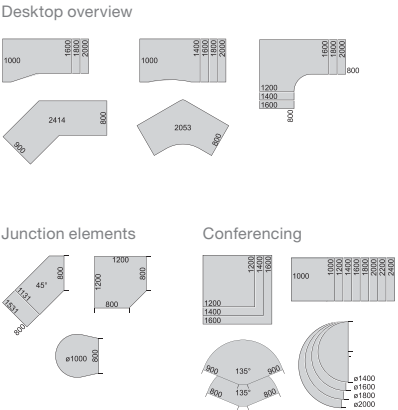 Desktop overview
1000 1600 1800 2000
1000 1400 1600 1800 2000
1600 1800 2000
800
1200
1400
1600
800
2414 800
900
2053
800
Junction elements
45° 800
1131
1531
800
1200
1200 800
800
ø1000 800
Conferencing
1200 1400 1600
1200
1400
1600
1000 1000 1200 1400 1600 1800 2000 2200 2400
900 135° 900
800 135° 800
ø1400
ø1600
ø1800
ø2000